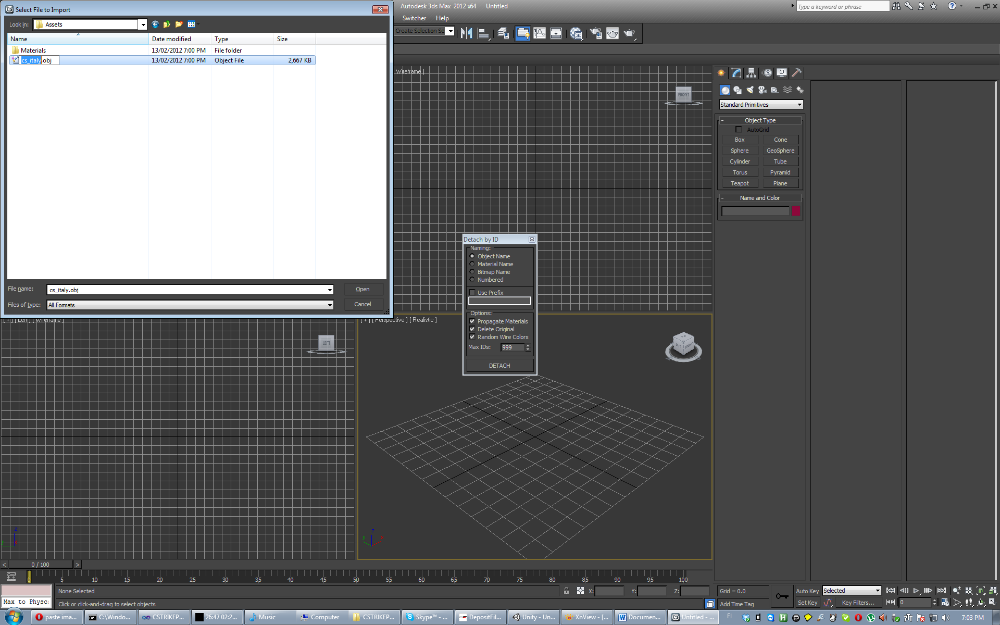 Select File to Import
Autodesk 3ds Max 2012 x64 Untitled
Type a keyword or phrase
Look in: Assets
Switcher Help
Name Date modified Type Size
Create Selection Se
Materials 13/02/2012 7:00 PM File folder
cs_italy.obj 13/02/2012 7:00 PM Object File 2,667 KB
Wireframe ]
FRONT
Standard Primitives
- Object Type
AutoGrid
Box Cone
Sphere GeoSphere
Cylinder Tube
Torus Pyramid
Teapot Plane
- Name and Color
Detach by ID
Naming:
Object Name
Material Name
Bitmap Name
Numbered
Use Prefix
Options:
Propagate Materials
Delete Original
Random Wire Colors
Max IDs: 999
DETACH
File name: cs_italy.obj Open
Files of type: All Formats Cancel
[ + ] [ Left ] [ Wireframe ]
[ + ] [ Perspective ] [ Realistic ]
LEFT
FRONT
z
y
z
y x
< 0 / 100 >
0 5 10 15 20 25 30 35 40 45 50 55 60 65 70 75 80 85 90 95 100
None Selected X: Y: Z: Grid = 0.0 Auto Key Selected
Max to Physc:
Click or click-and-drag to select objects Add Time Tag Set Key Key Filters... 0
paste ima... C:\Windo... CSTRIKEP... 26:47 02:2... Music Computer CSTRIKEP... Skype™ - ... DepositFil... Unity - Un... XnView - [... Documen... Untitled - ... FI 7:03 PM